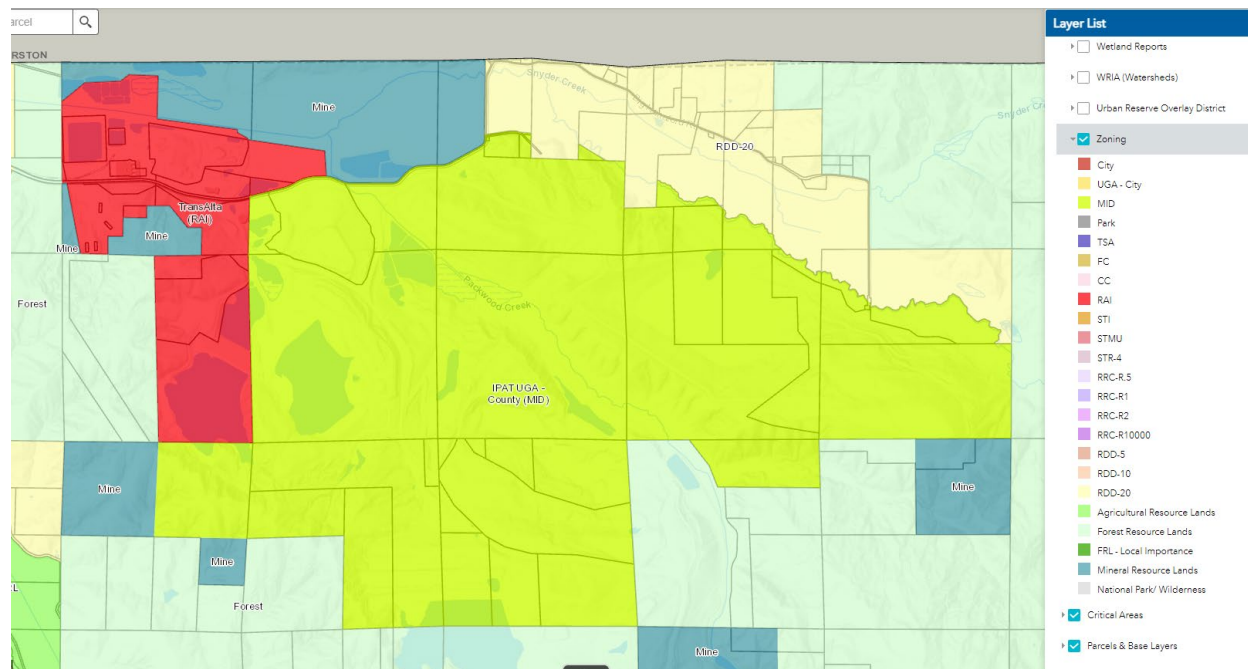 arcel
RSTON
Snyder Creek
Mine
RDD-20
Snyder Cr
TransAlta
(RAI)
Mine
Mine
Forest
Packwood Creek
IPAT UGA -
County (MID)
Mine
Mine
Mine
Forest
RL
Mine
Layer List
Wetland Reports
WRIA (Watersheds)
Urban Reserve Overlay District
Zoning
City
UGA - City
MID
Park
TSA
FC
CC
RAI
STI
STMU
STR-4
RRC-R.5
RRC-R1
RRC-R2
RRC-R10000
RDD-5
RDD-10
RDD-20
Agricultural Resource Lands
Forest Resource Lands
FRL - Local Importance
Mineral Resource Lands
National Park/ Wilderness
Critical Areas
Parcels & Base Layers